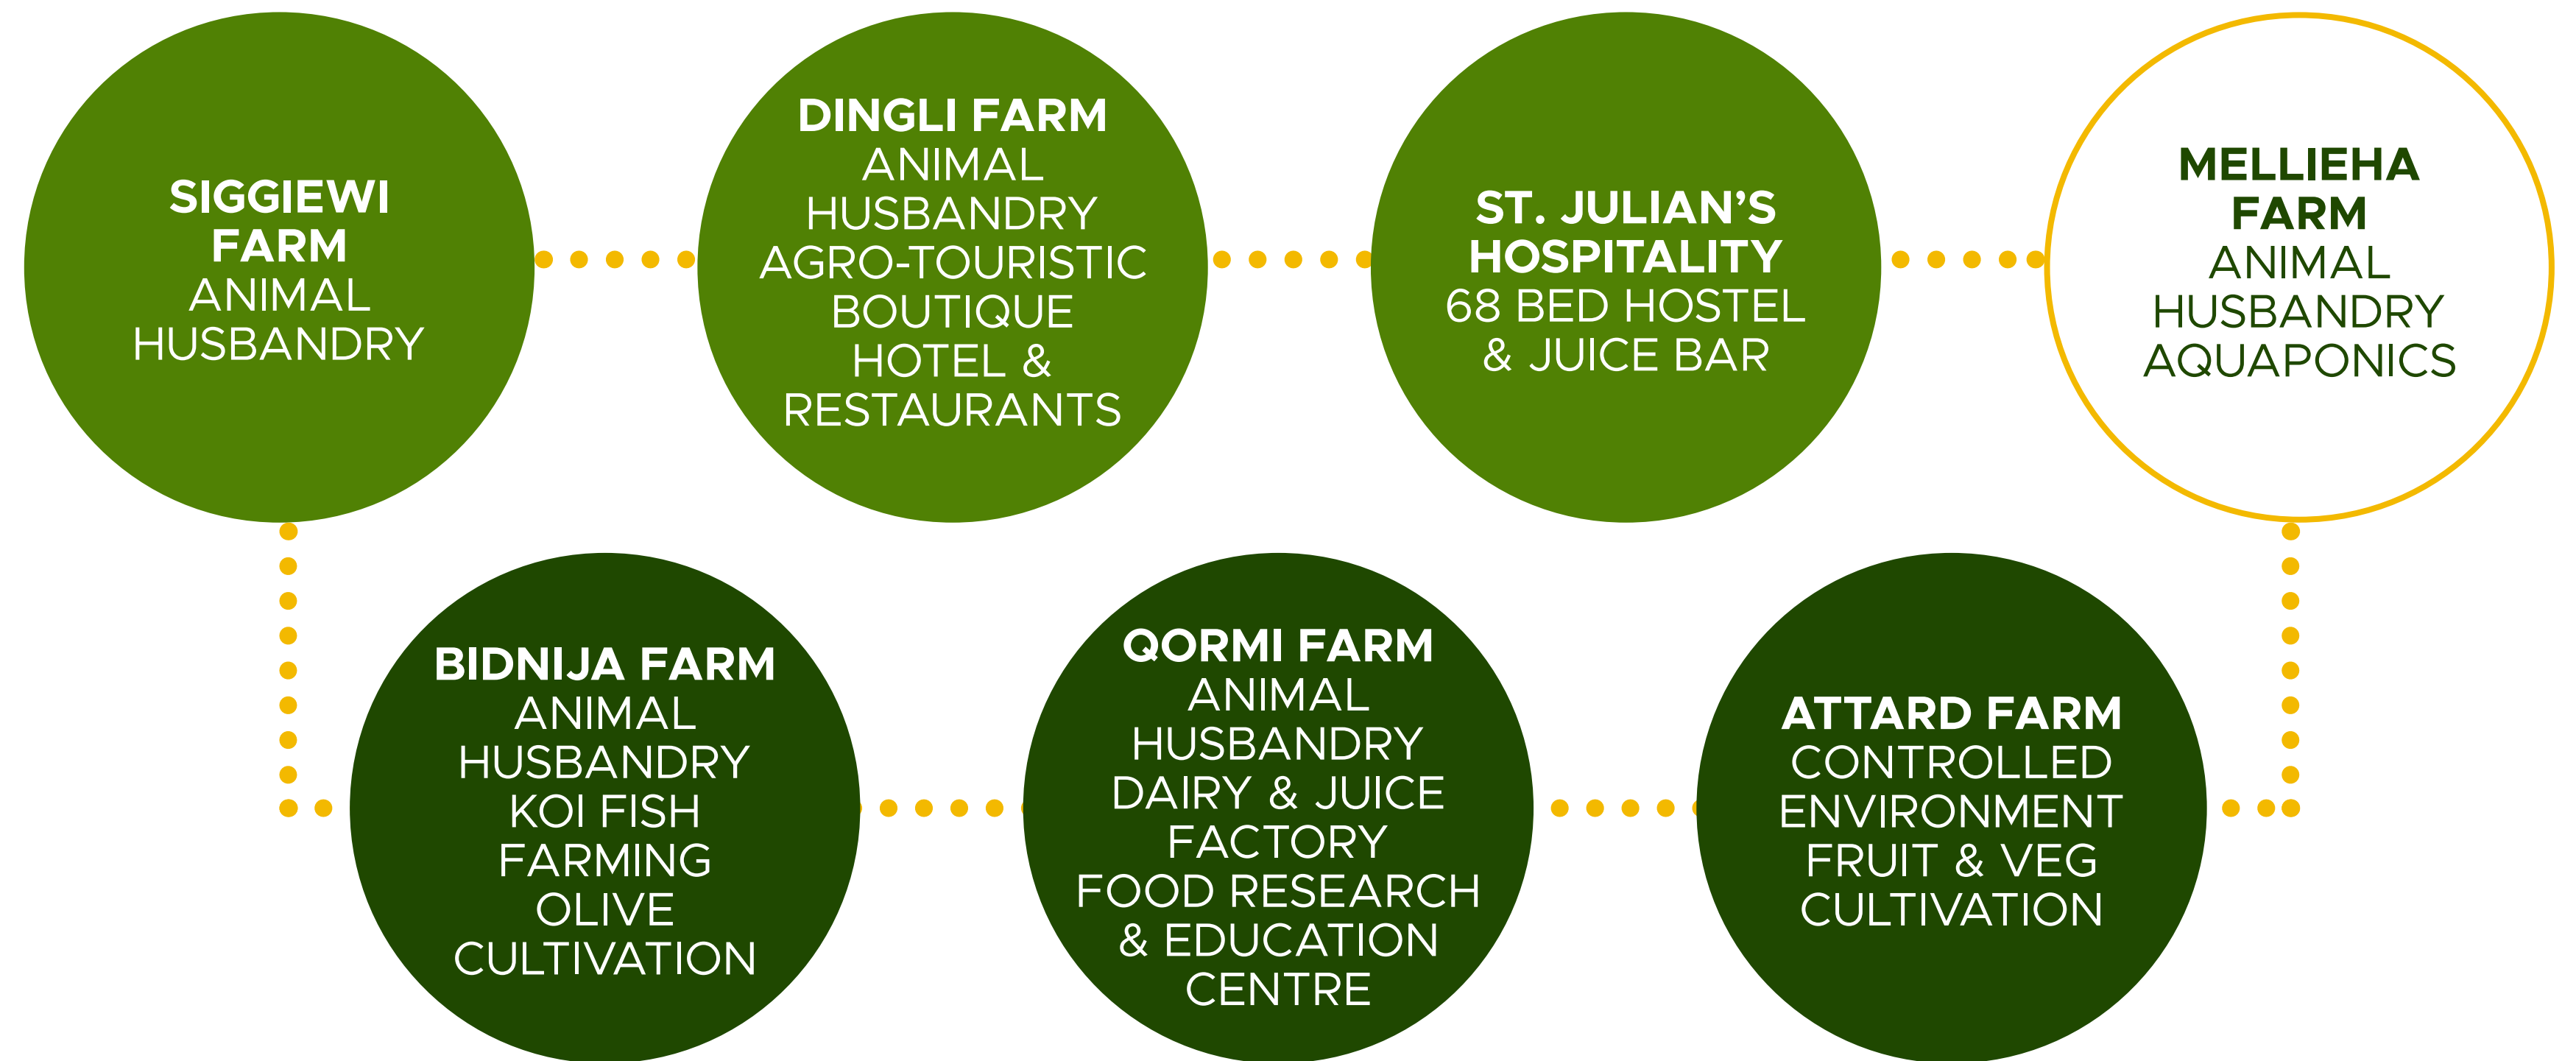 SIGGIEWI
FARM
ANIMAL
HUSBANDRY
DINGLI FARM
ANIMAL
HUSBANDRY
AGRO-TOURISTIC
BOUTIQUE
HOTEL &
RESTAURANTS
ST. JULIAN’S
HOSPITALITY
68 BED HOSTEL
& JUICE BAR
MELLIEHA
FARM
ANIMAL
HUSBANDRY
AQUAPONICS
BIDNIJA FARM
ANIMAL
HUSBANDRY
KOI FISH
FARMING
OLIVE
CULTIVATION
QORMI FARM
ANIMAL
HUSBANDRY
DAIRY & JUICE
FACTORY
FOOD RESEARCH
& EDUCATION
CENTRE
ATTARD FARM
CONTROLLED
ENVIRONMENT
FRUIT & VEG
CULTIVATION